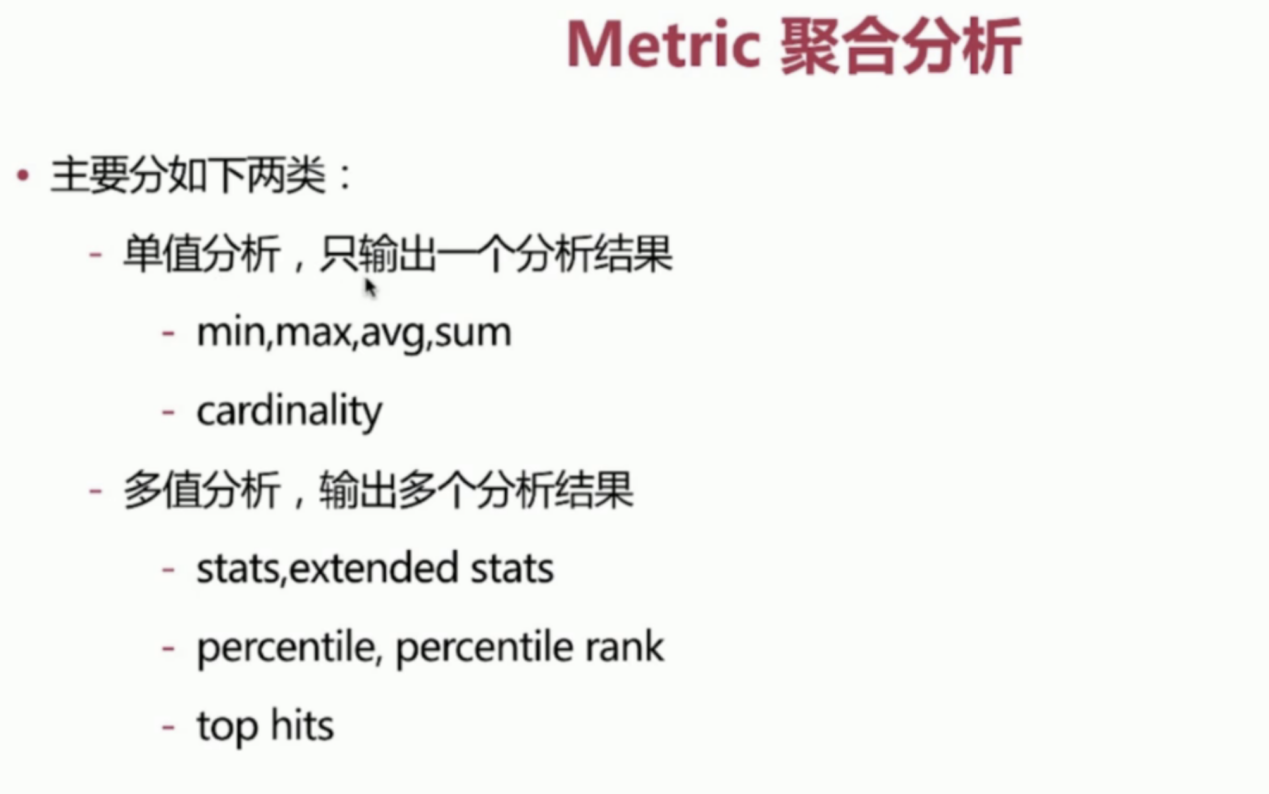 Metric 聚合分析
• 主要分如下两类：
- 单值分析，只输出一个分析结果
- min,max,avg,sum
- cardinality
- 多值分析，输出多个分析结果
- stats,extended stats
- percentile, percentile rank
- top hits